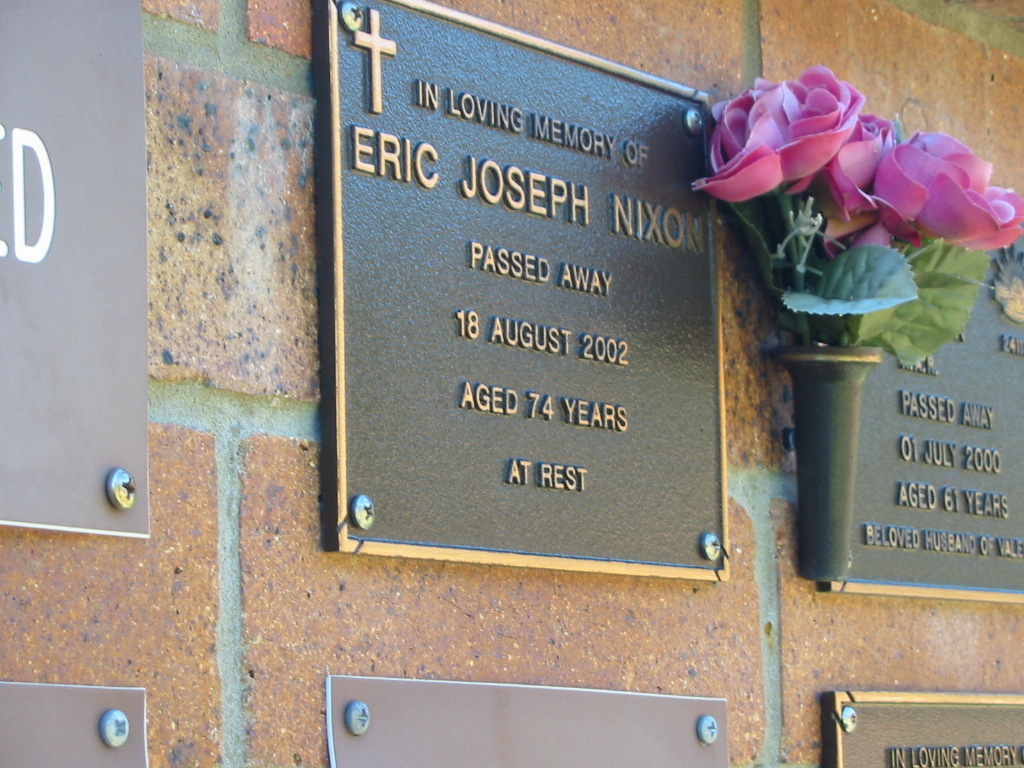 ED
IN LOVING MEMORY OF
ERIC JOSEPH NIXON
PASSED AWAY
18 AUGUST 2002
AGED 74 YEARS
AT REST
PASSED AWAY
01 JULY 2000
AGED 61 YEARS
BELOVED HUSBAND OF VALE
IN LOVING MEMORY